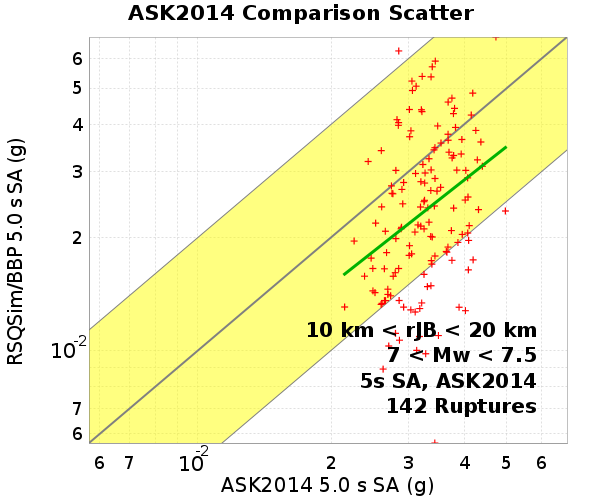 ASK2014 Comparison Scatter
RSQSim/BBP 5.0 s SA (g)
6
5
4
3
2
10-2
7
6
10 km < rJB < 20 km
7 < Mw < 7.5
5s SA, ASK2014
142 Ruptures
6 7 10-2 2 3 4 5 6
ASK2014 5.0 s SA (g)